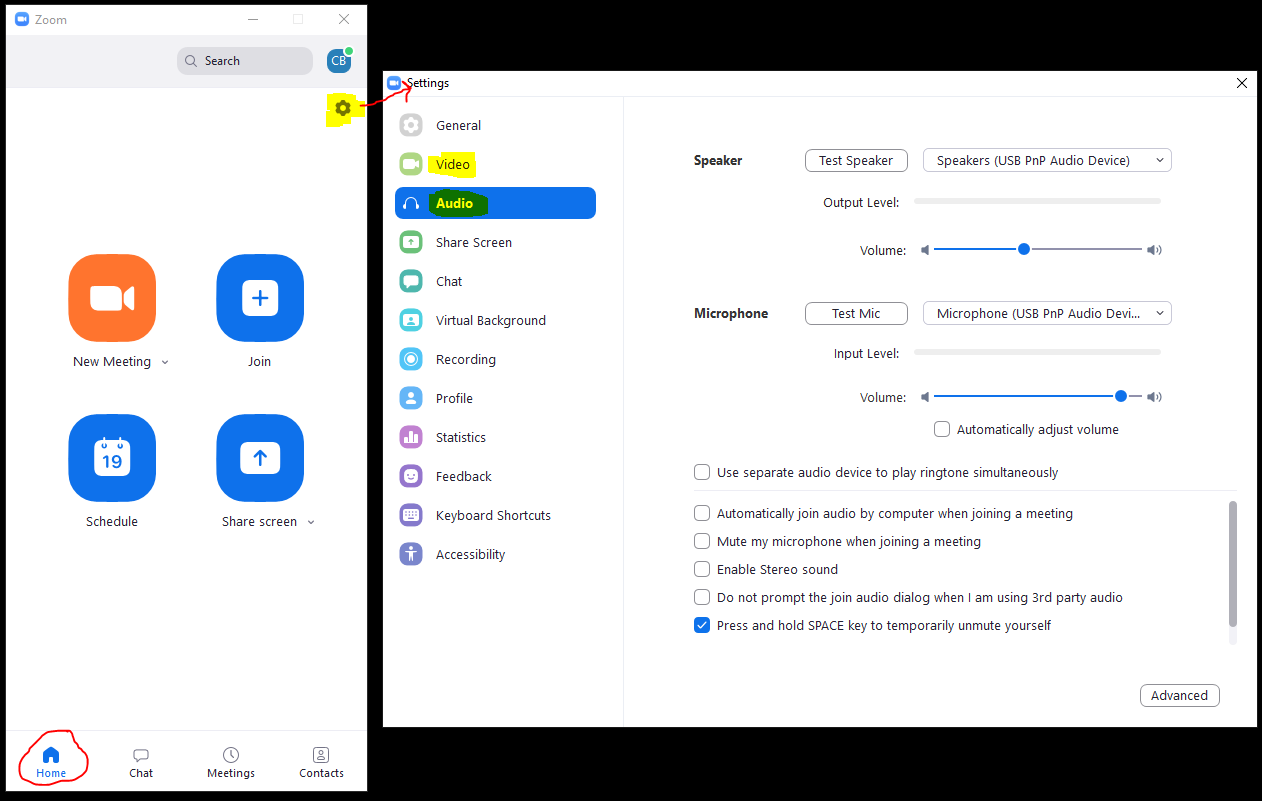 Zoom
Search
CB
New Meeting
Join
19
Schedule
Share screen
Home
Chat
Meetings
Contacts
Settings
General
Video
Audio
Share Screen
Chat
Virtual Background
Recording
Profile
Statistics
Feedback
Keyboard Shortcuts
Accessibility
Speaker
Test Speaker
Speakers (USB PnP Audio Device)
Output Level:
Volume:
Microphone
Test Mic
Microphone (USB PnP Audio Devi...
Input Level:
Volume:
Automatically adjust volume
Use separate audio device to play ringtone simultaneously
Automatically join audio by computer when joining a meeting
Mute my microphone when joining a meeting
Enable Stereo sound
Do not prompt the join audio dialog when I am using 3rd party audio
Press and hold SPACE key to temporarily unmute yourself
Advanced